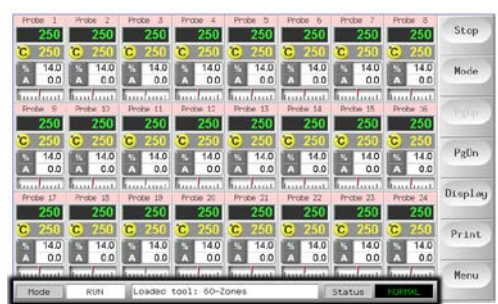 Probe 1 Probe 2 Probe 3 Probe 4 Probe 5 Probe 6 Probe 7 Probe 8
250 250 250 250 250 250 250 250
°C 250 °C 250 °C 250 °C 250 °C 250 °C 250 °C 250 °C 250
% 14.0 % 14.0 % 14.0 % 14.0 % 14.0 % 14.0 % 14.0 % 14.0
A 0.0 A 0.0 A 0.0 A 0.0 A 0.0 A 0.0 A 0.0 A 0.0
Probe 9 Probe 10 Probe 11 Probe 12 Probe 13 Probe 14 Probe 15 Probe 16
250 250 250 250 250 250 250 250
°C 250 °C 250 °C 250 °C 250 °C 250 °C 250 °C 250 °C 250
% 14.0 % 14.0 % 14.0 % 14.0 % 14.0 % 14.0 % 14.0 % 14.0
A 0.0 A 0.0 A 0.0 A 0.0 A 0.0 A 0.0 A 0.0 A 0.0
Probe 17 Probe 18 Probe 19 Probe 20 Probe 21 Probe 22 Probe 23 Probe 24
250 250 250 250 250 250 250 250
°C 250 °C 250 °C 250 °C 250 °C 250 °C 250 °C 250 °C 250
% 14.0 % 14.0 % 14.0 % 14.0 % 14.0 % 14.0 % 14.0 % 14.0
A 0.0 A 0.0 A 0.0 A 0.0 A 0.0 A 0.0 A 0.0 A 0.0
Stop
Mode
PgUp
PgDn
Display
Print
Menu
Mode RUN Loaded tool: 60-Zones Status NORMAL